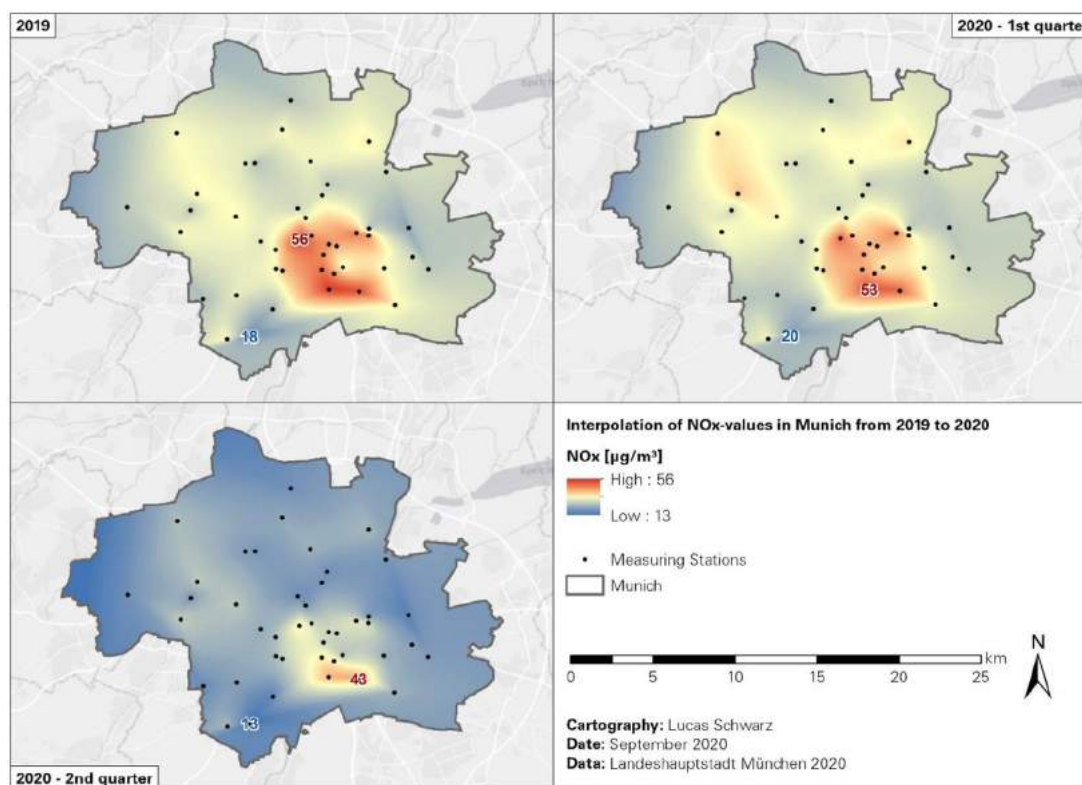 2019
56
18
2020 - 1st quarte
53
20
43
13
2020 - 2nd quarter
Interpolation of NOx-values in Munich from 2019 to 2020
NOx [µg/m³]
High : 56
Low : 13
Measuring Stations
Munich
km
0 5 10 15 20 25
N
Cartography: Lucas Schwarz
Date: September 2020
Data: Landeshauptstadt München 2020